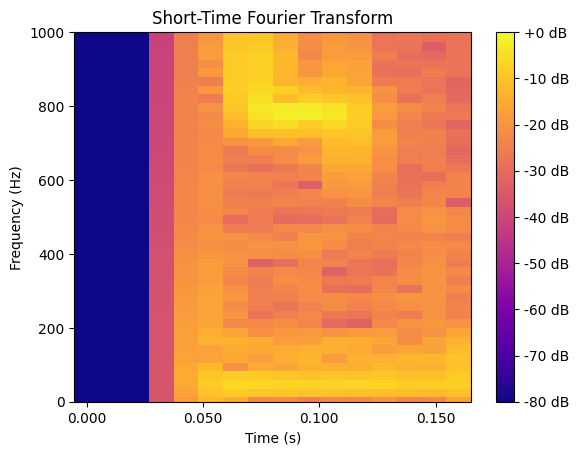 Short-Time Fourier Transform
1000
800
600
400
200
0
Frequency (Hz)
0.000
0.050
0.100
0.150
Time (s)
+0 dB
-10 dB
-20 dB
-30 dB
-40 dB
-50 dB
-60 dB
-70 dB
-80 dB